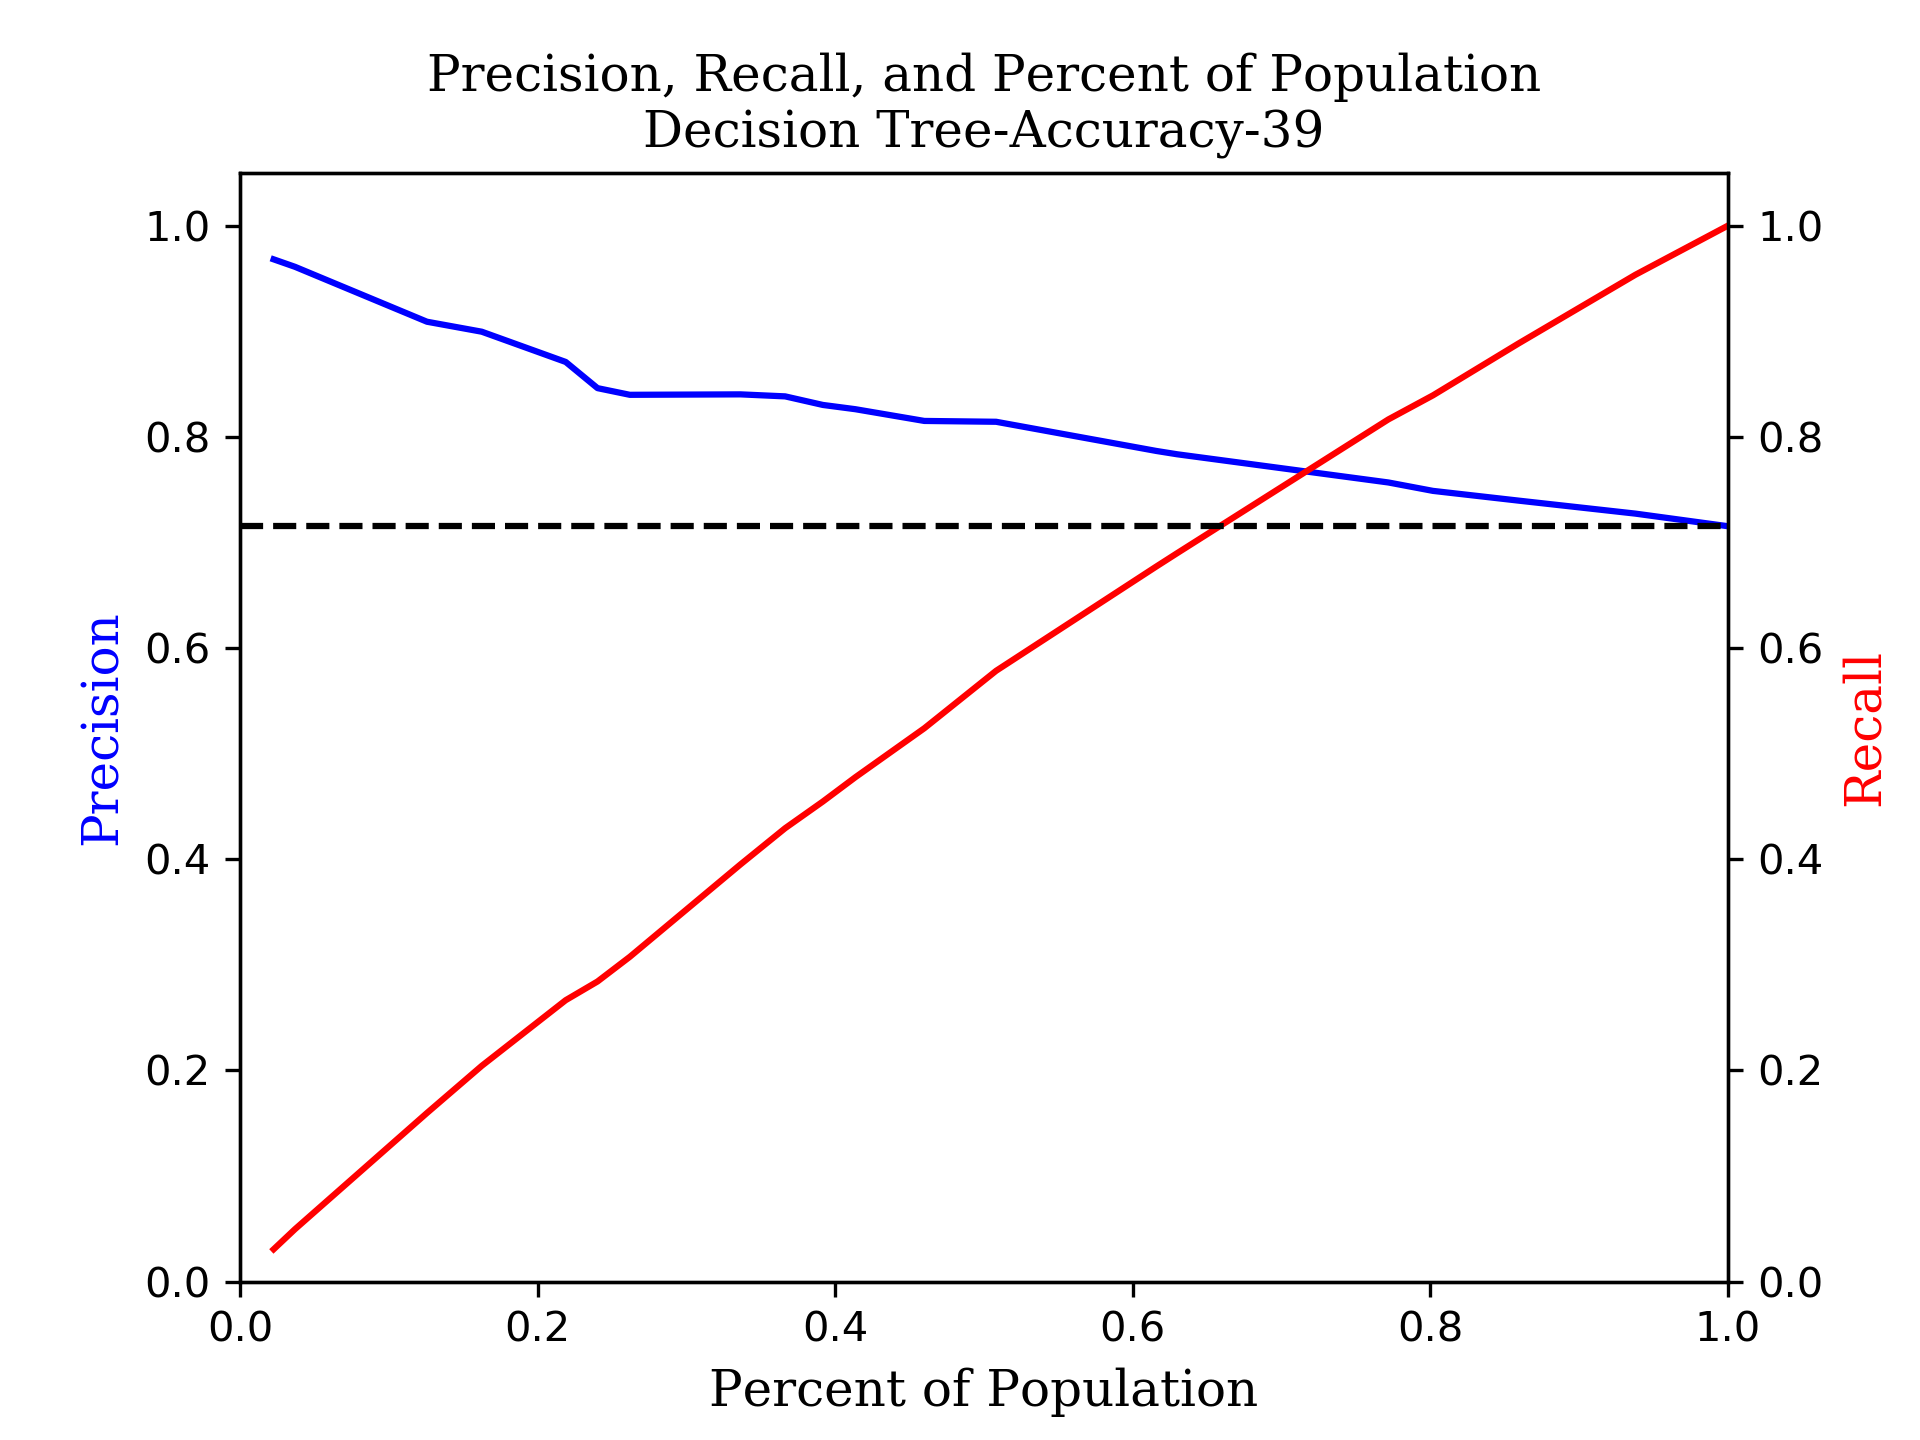 Precision, Recall, and Percent of Population
Decision Tree-Accuracy-39
1.0
0.8
0.6
0.4
0.2
0.0
Precision
1.0
0.8
0.6
0.4
0.2
0.0
Recall
0.0 0.2 0.4 0.6 0.8 1.0
Percent of Population